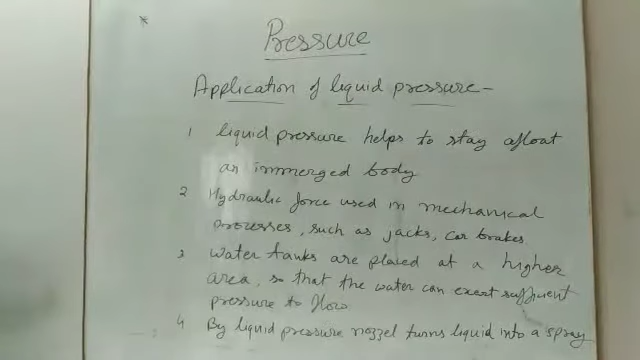 *
Pressure
Application of liquid pressure-
1 liquid pressure helps to stay afloat
an immerged body
2 Hydraulic force used in mechanical
processes, such as jacks, car brakes.
3 Water tanks are placed at a higher
area, so that the water can exert suffucient
pressure to flow
4 By liquid pressure nozzel turns liquid into a spray